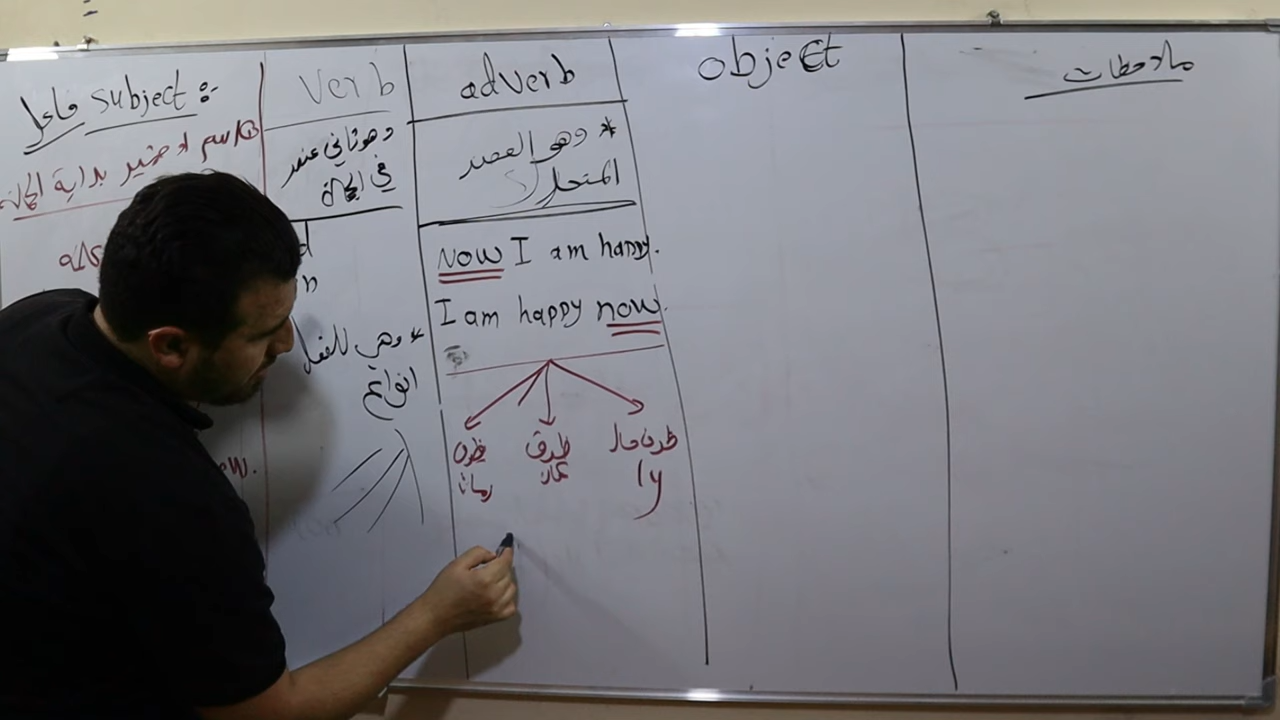 subject :- فاعل
اسم او ضمير بداية الجملة
verb
وهو ثاني عنصر
في الجملة
* وهي للفعل
انواع
adverb
* وهو العصر
المتحرك
Now I am happy.
I am happy now.
ظرف زمان
ظرف مكان
ظرف حال
ly
object
ملاحظات